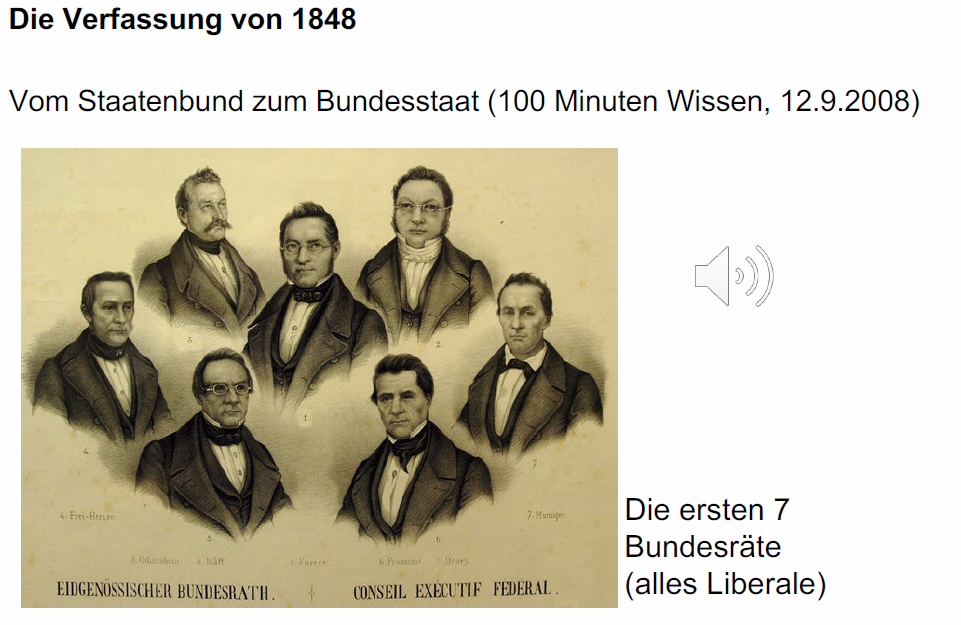 Die Verfassung von 1848
Vom Staatenbund zum Bundesstaat (100 Minuten Wissen, 12.9.2008)
3.
2.
1.
4.
7.
5.
6.
4. Frei-Herosé.
7. Munzinger.
3. Ochsenbein. 5. Näff. 1. Furrer. 6. Franscini. 2. Druey.
EIDGENÖSSISCHER BUNDESRATH. CONSEIL EXÉCUTIF FÉDÉRAL.
Die ersten 7
Bundesräte
(alles Liberale)